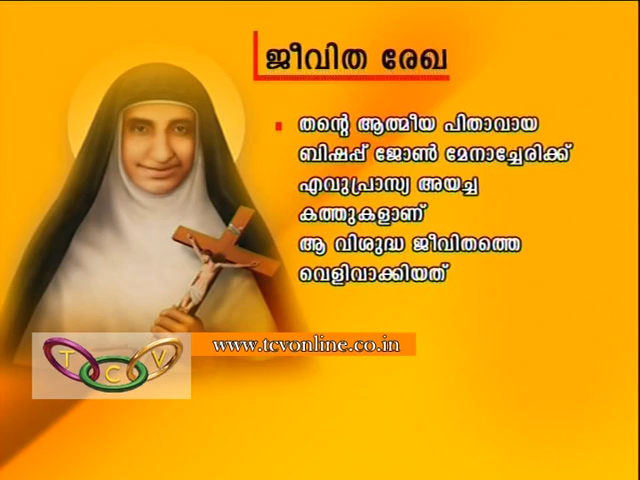 ജീവിത രേഖ
തന്റെ ആത്മീയ പിതാവായ
ബിഷപ്പ് ജോൺ മേനാച്ചേരിക്ക്
എവുപ്രാസ്യ അയച്ച
കത്തുകളാണ്
ആ വിശുദ്ധ ജീവിതത്തെ
വെളിവാക്കിയത്
www.tcvonline.co.in
TCV